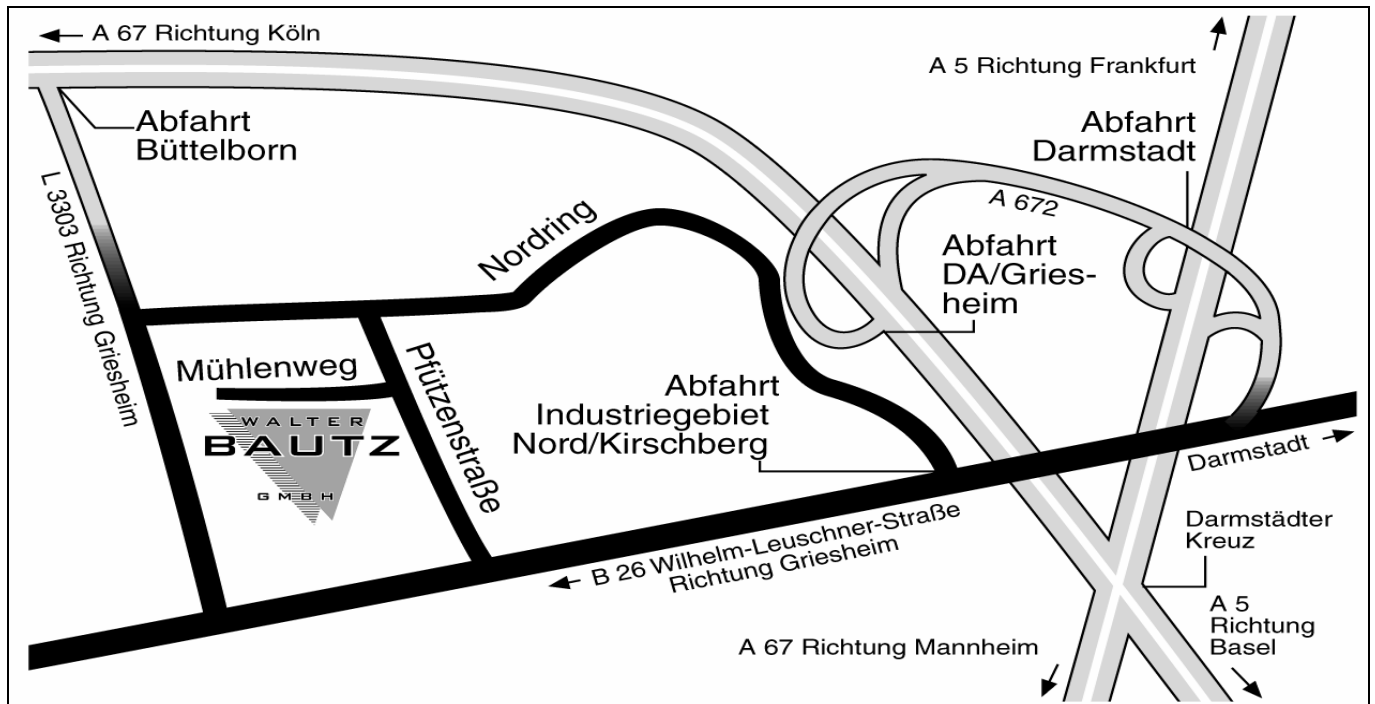 A 67 Richtung Köln
A 5 Richtung Frankfurt
Abfahrt
Büttelborn
Abfahrt
Darmstadt
L 3303 Richtung Griesheim
A 672
Nordring
Abfahrt
DA/Gries-
heim
Mühlenweg
Pfützenstraße
Abfahrt
Industriegebiet
Nord/Kirschberg
WALTER
BAUTZ
GMBH
Darmstadt
B 26 Wilhelm-Leuschner-Straße
Richtung Griesheim
Darmstädter
Kreuz
A 67 Richtung Mannheim
A 5
Richtung
Basel